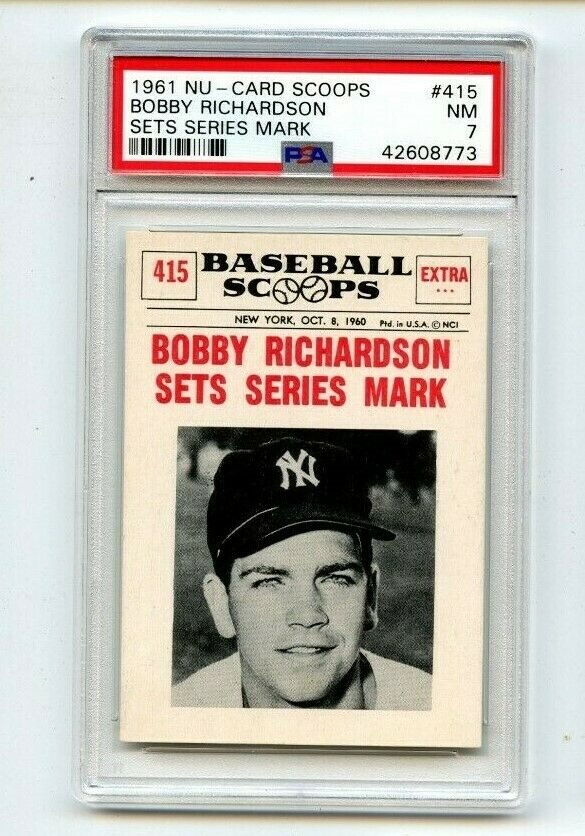 1961 NU-CARD SCOOPS #415
BOBBY RICHARDSON NM
SETS SERIES MARK 7
PSA 42608773
415 BASEBALL SCOOPS EXTRA ...
NEW YORK, OCT. 8, 1960 Ptd. in U.S.A. © NCI
BOBBY RICHARDSON
SETS SERIES MARK
NY